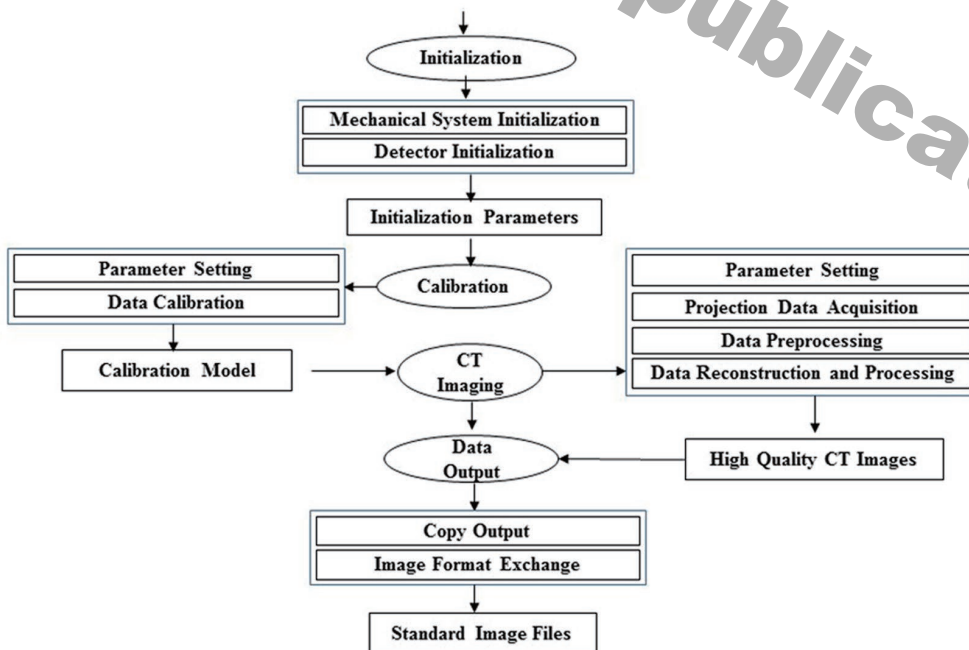 publica
Initialization
Mechanical System Initialization
Detector Initialization
Initialization Parameters
Parameter Setting
Data Calibration
Calibration
Parameter Setting
Projection Data Acquisition
Data Preprocessing
Data Reconstruction and Processing
Calibration Model
CT
Imaging
Data
Output
High Quality CT Images
Copy Output
Image Format Exchange
Standard Image Files